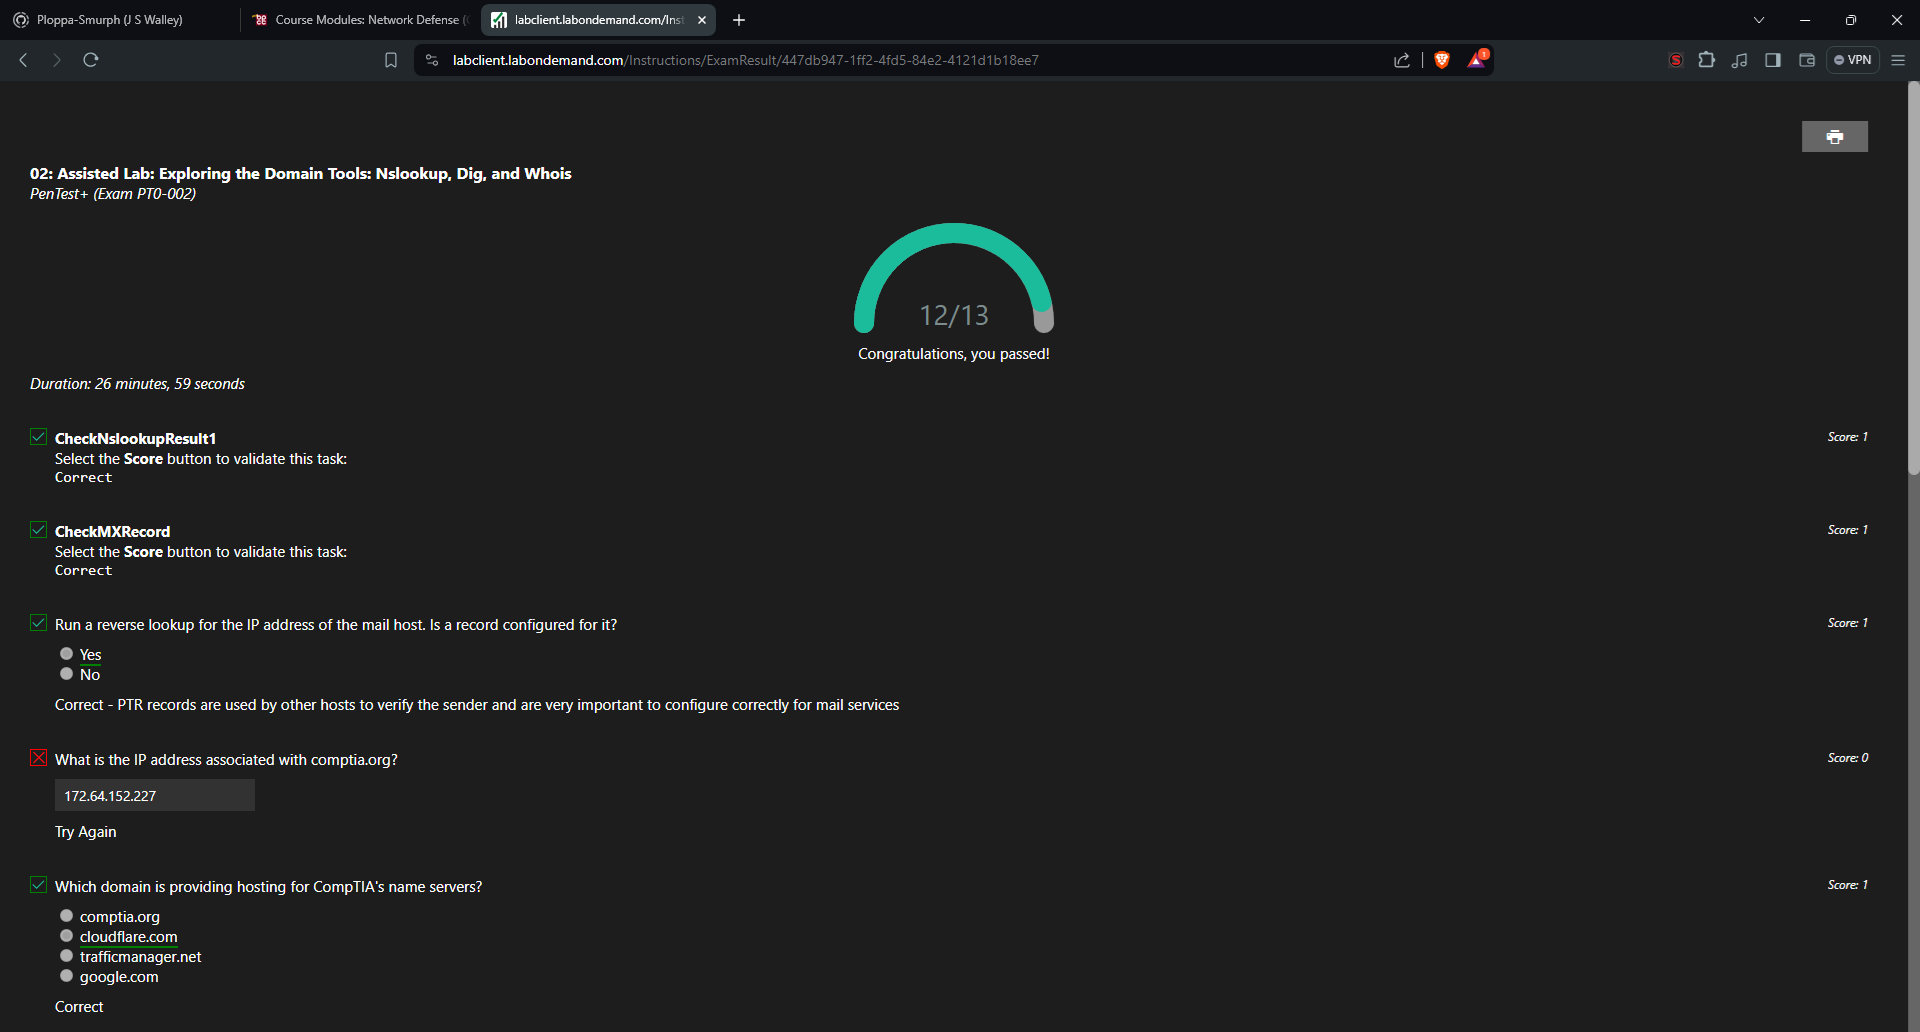 Ploppa-Smurph (J S Walley)
Course Modules: Network Defense (
labclient.labondemand.com/Inst
labclient.labondemand.com/Instructions/ExamResult/447db947-1ff2-4fd5-84e2-4121d1b18ee7
1
S
VPN
02: Assisted Lab: Exploring the Domain Tools: Nslookup, Dig, and Whois
PenTest+ (Exam PT0-002)
12/13
Congratulations, you passed!
Duration: 26 minutes, 59 seconds
CheckNslookupResult1
Score: 1
Select the Score button to validate this task:
Correct
CheckMXRecord
Score: 1
Select the Score button to validate this task:
Correct
Run a reverse lookup for the IP address of the mail host. Is a record configured for it?
Score: 1
Yes
No
Correct - PTR records are used by other hosts to verify the sender and are very important to configure correctly for mail services
What is the IP address associated with comptia.org?
Score: 0
172.64.152.227
Try Again
Which domain is providing hosting for CompTIA's name servers?
Score: 1
comptia.org
cloudflare.com
trafficmanager.net
google.com
Correct